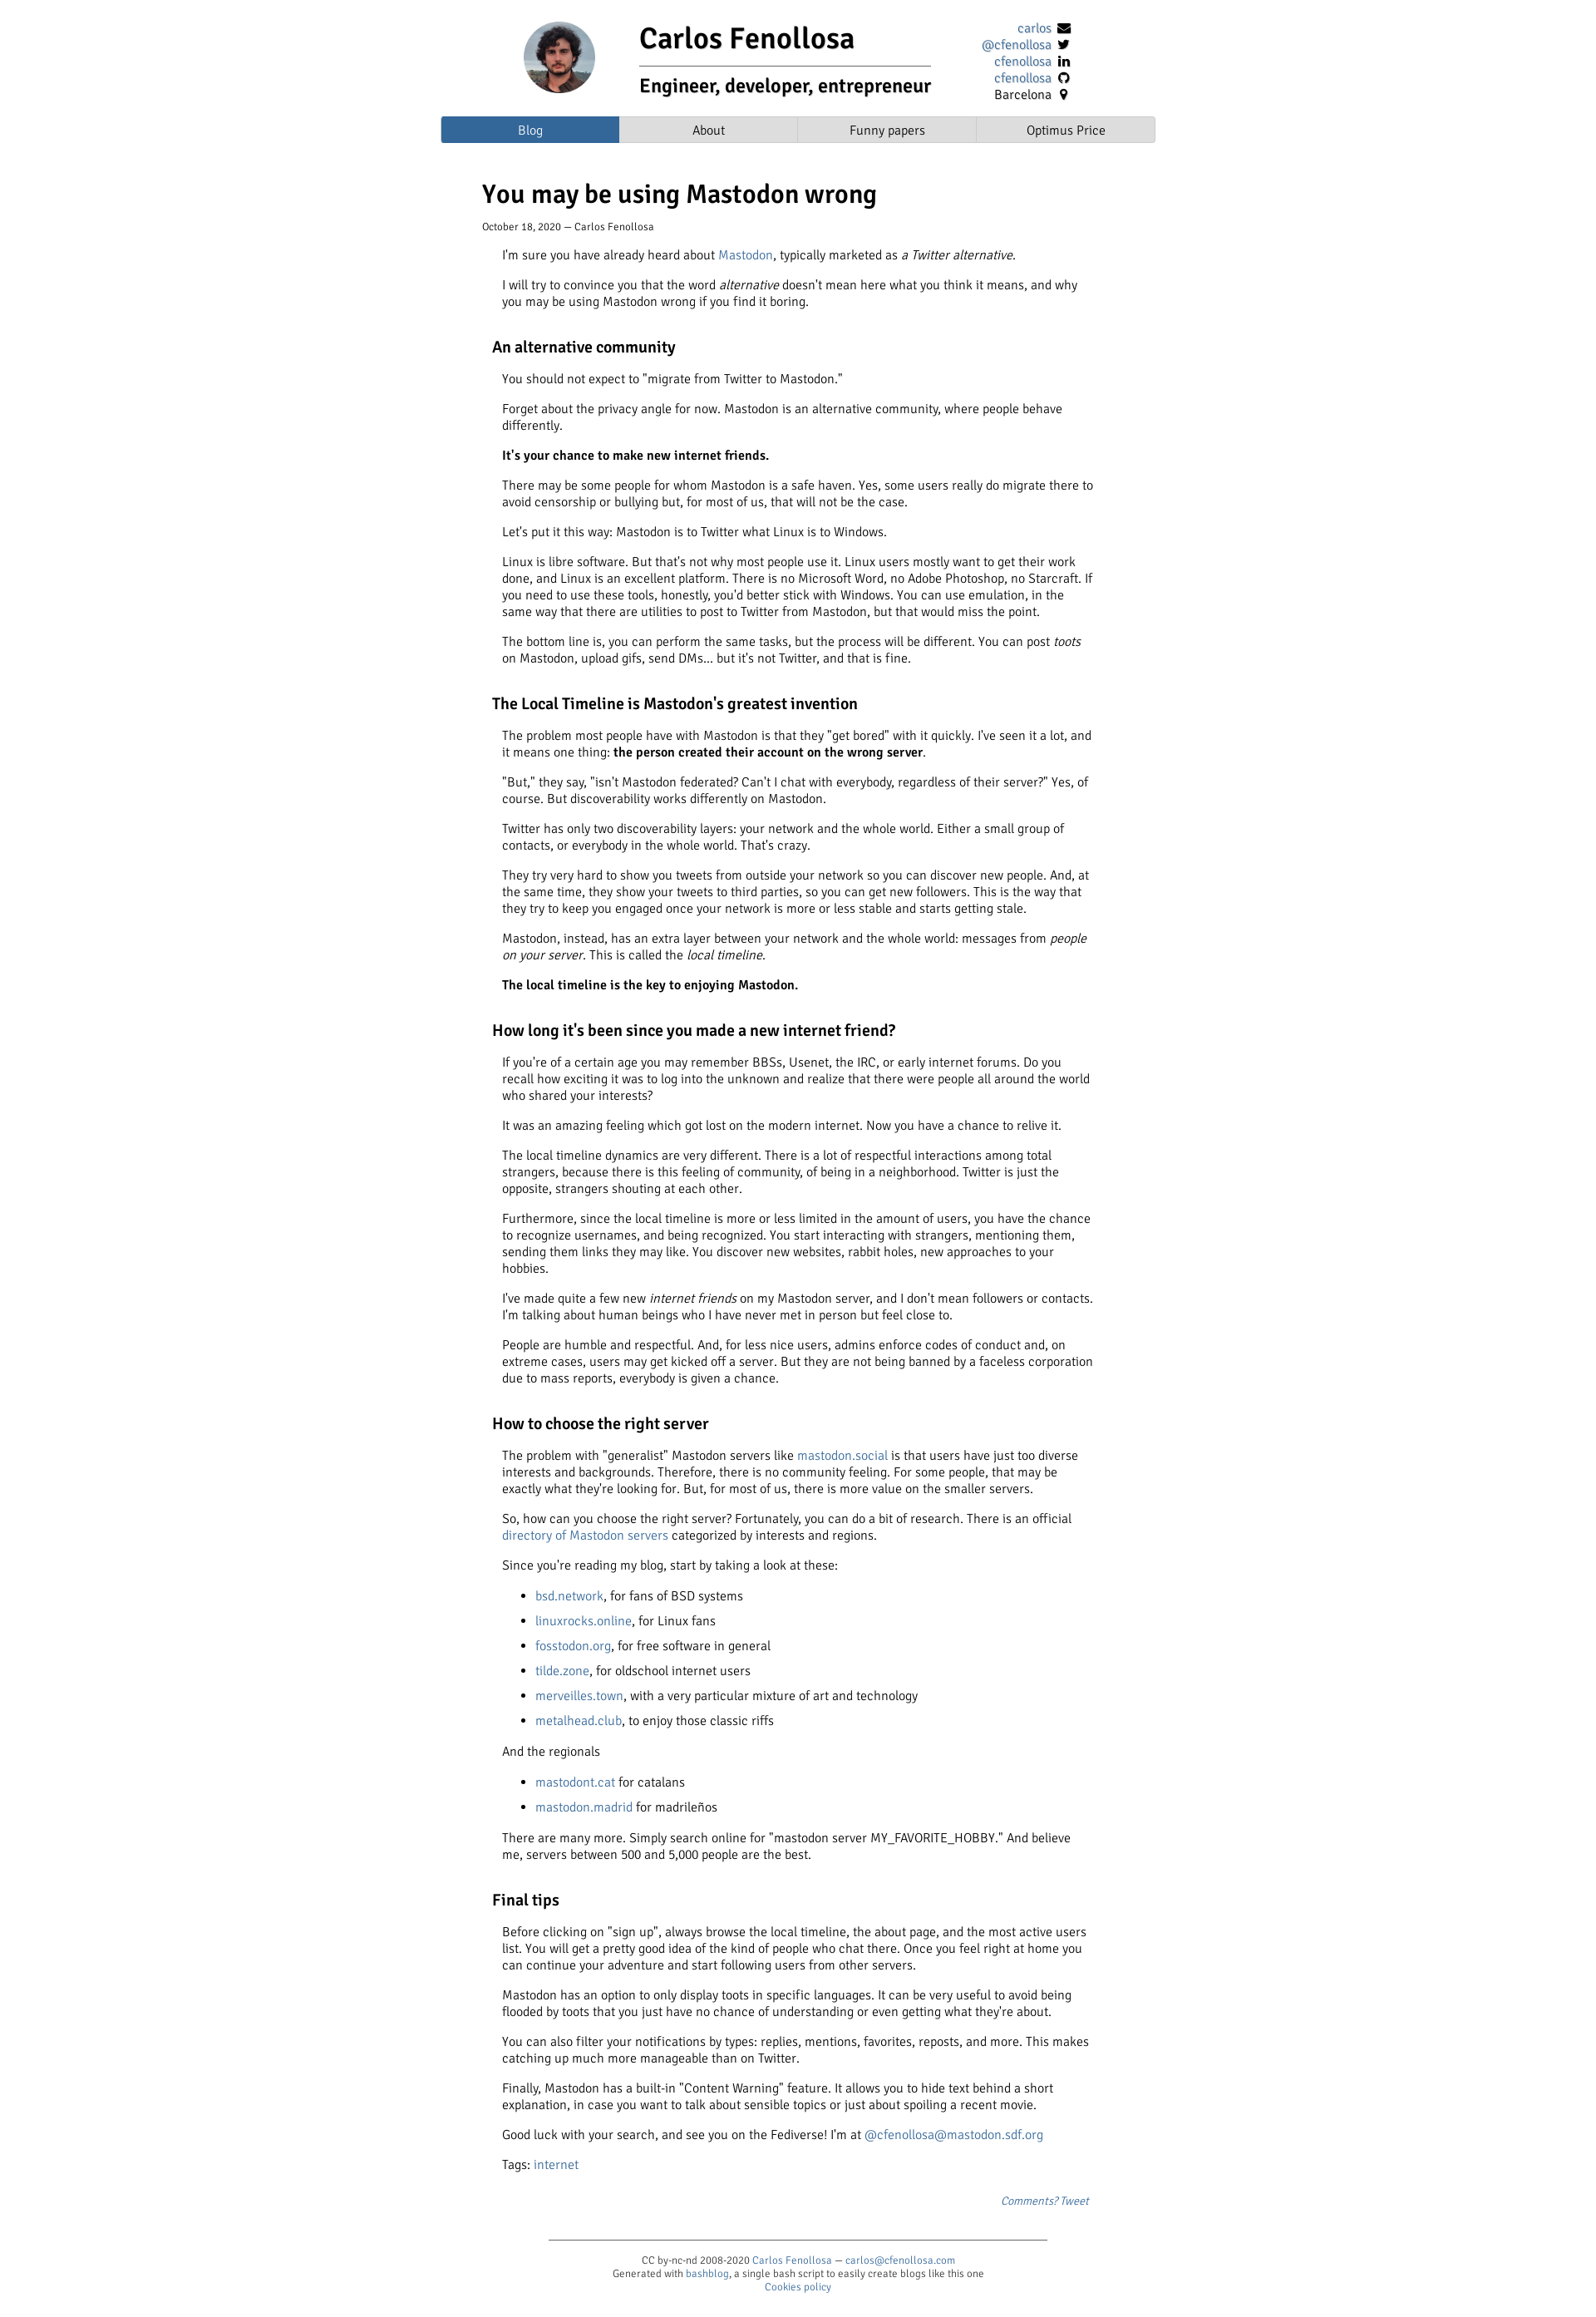 Carlos Fenollosa
Engineer, developer, entrepreneur
carlos
@cfenollosa
cfenollosa
cfenollosa
Barcelona
Blog
About
Funny papers
Optimus Price
You may be using Mastodon wrong
October 18, 2020 — Carlos Fenollosa
I'm sure you have already heard about Mastodon, typically marketed as a Twitter alternative.
I will try to convince you that the word alternative doesn't mean here what you think it means, and why
you may be using Mastodon wrong if you find it boring.
An alternative community
You should not expect to "migrate from Twitter to Mastodon."
Forget about the privacy angle for now. Mastodon is an alternative community, where people behave
differently.
It's your chance to make new internet friends.
There may be some people for whom Mastodon is a safe haven. Yes, some users really do migrate there to
avoid censorship or bullying but, for most of us, that will not be the case.
Let's put it this way: Mastodon is to Twitter what Linux is to Windows.
Linux is libre software. But that's not why most people use it. Linux users mostly want to get their work
done, and Linux is an excellent platform. There is no Microsoft Word, no Adobe Photoshop, no Starcraft. If
you need to use these tools, honestly, you'd better stick with Windows. You can use emulation, in the
same way that there are utilities to post to Twitter from Mastodon, but that would miss the point.
The bottom line is, you can perform the same tasks, but the process will be different. You can post toots
on Mastodon, upload gifs, send DMs... but it's not Twitter, and that is fine.
The Local Timeline is Mastodon's greatest invention
The problem most people have with Mastodon is that they "get bored" with it quickly. I've seen it a lot, and
it means one thing: the person created their account on the wrong server.
"But," they say, "isn't Mastodon federated? Can't I chat with everybody, regardless of their server?" Yes, of
course. But discoverability works differently on Mastodon.
Twitter has only two discoverability layers: your network and the whole world. Either a small group of
contacts, or everybody in the whole world. That's crazy.
They try very hard to show you tweets from outside your network so you can discover new people. And, at
the same time, they show your tweets to third parties, so you can get new followers. This is the way that
they try to keep you engaged once your network is more or less stable and starts getting stale.
Mastodon, instead, has an extra layer between your network and the whole world: messages from people
on your server. This is called the local timeline.
The local timeline is the key to enjoying Mastodon.
How long it's been since you made a new internet friend?
If you're of a certain age you may remember BBSs, Usenet, the IRC, or early internet forums. Do you
recall how exciting it was to log into the unknown and realize that there were people all around the world
who shared your interests?
It was an amazing feeling which got lost on the modern internet. Now you have a chance to relive it.
The local timeline dynamics are very different. There is a lot of respectful interactions among total
strangers, because there is this feeling of community, of being in a neighborhood. Twitter is just the
opposite, strangers shouting at each other.
Furthermore, since the local timeline is more or less limited in the amount of users, you have the chance
to recognize usernames, and being recognized. You start interacting with strangers, mentioning them,
sending them links they may like. You discover new websites, rabbit holes, new approaches to your
hobbies.
I've made quite a few new internet friends on my Mastodon server, and I don't mean followers or contacts.
I'm talking about human beings who I have never met in person but feel close to.
People are humble and respectful. And, for less nice users, admins enforce codes of conduct and, on
extreme cases, users may get kicked off a server. But they are not being banned by a faceless corporation
due to mass reports, everybody is given a chance.
How to choose the right server
The problem with "generalist" Mastodon servers like mastodon.social is that users have just too diverse
interests and backgrounds. Therefore, there is no community feeling. For some people, that may be
exactly what they're looking for. But, for most of us, there is more value on the smaller servers.
So, how can you choose the right server? Fortunately, you can do a bit of research. There is an official
directory of Mastodon servers categorized by interests and regions.
Since you're reading my blog, start by taking a look at these:
• bsd.network, for fans of BSD systems
• linuxrocks.online, for Linux fans
• fosstodon.org, for free software in general
• tilde.zone, for oldschool internet users
• merveilles.town, with a very particular mixture of art and technology
• metalhead.club, to enjoy those classic riffs
And the regionals
• mastodont.cat for catalans
• mastodon.madrid for madrileños
There are many more. Simply search online for "mastodon server MY_FAVORITE_HOBBY." And believe
me, servers between 500 and 5,000 people are the best.
Final tips
Before clicking on "sign up", always browse the local timeline, the about page, and the most active users
list. You will get a pretty good idea of the kind of people who chat there. Once you feel right at home you
can continue your adventure and start following users from other servers.
Mastodon has an option to only display toots in specific languages. It can be very useful to avoid being
flooded by toots that you just have no chance of understanding or even getting what they're about.
You can also filter your notifications by types: replies, mentions, favorites, reposts, and more. This makes
catching up much more manageable than on Twitter.
Finally, Mastodon has a built-in "Content Warning" feature. It allows you to hide text behind a short
explanation, in case you want to talk about sensible topics or just about spoiling a recent movie.
Good luck with your search, and see you on the Fediverse! I'm at @cfenollosa@mastodon.sdf.org
Tags: internet
Comments? Tweet
CC by-nc-nd 2008-2020 Carlos Fenollosa — carlos@cfenollosa.com
Generated with bashblog, a single bash script to easily create blogs like this one
Cookies policy